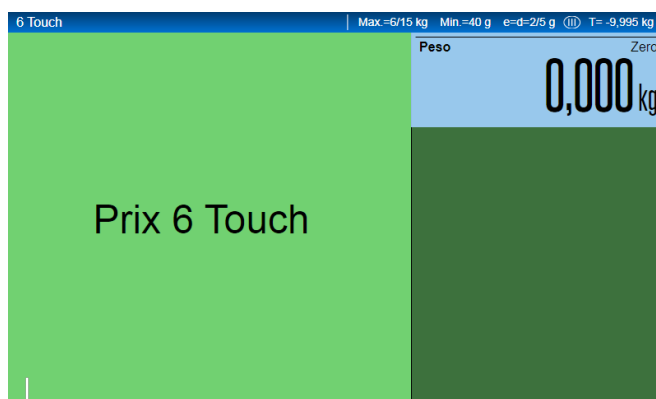 6 Touch Max.=6/15 kg Min.=40 g e=d=2/5 g III T= -9,995 kg
Peso Zero
0,000 kg
Prix 6 Touch